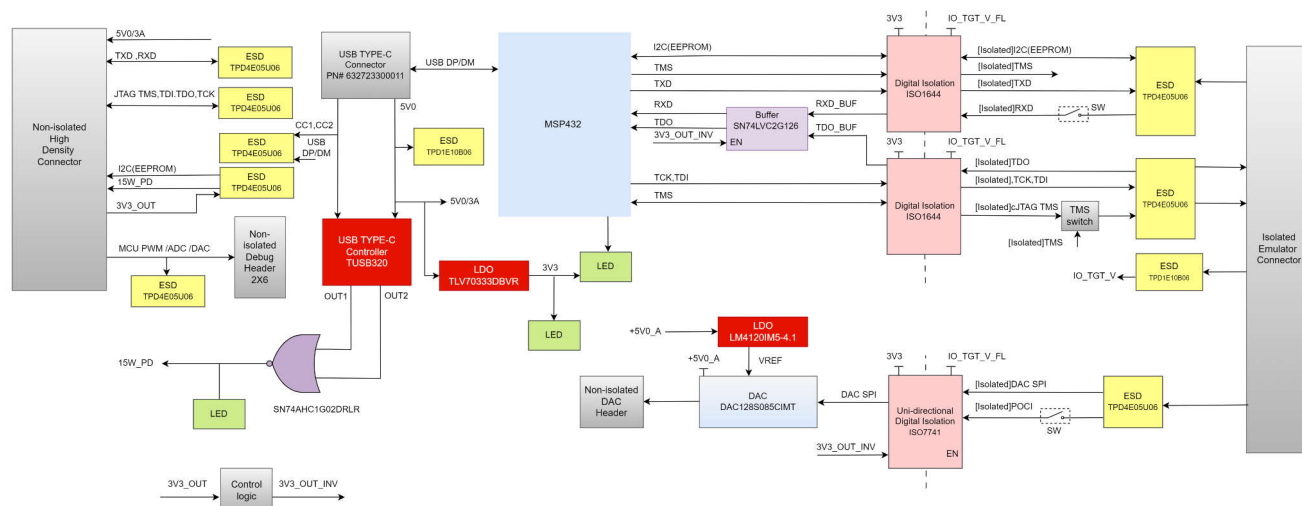 5V0/3A
TXD ,RXD
ESD
TPD4E05U06
JTAG TMS,TDI.TDO,TCK
ESD
TPD4E05U06
Non-isolated
High
Density
Connector
CC1,CC2
ESD
TPD4E05U06
USB
DP/DM
I2C(EEPROM)
15W_PD
3V3_OUT
ESD
TPD4E05U06
MCU PWM /ADC /DAC
ESD
TPD4E05U06
Non-
isolated
Debug
Header
2X6
USB TYPE-C
Connector
PN# 632723300011
USB DP/DM
5V0
ESD
TPD1E10B06
5V0/3A
USB TYPE-C
Controller
TUSB320
OUT1
OUT2
LDO
TLV70333DBVR
3V3
LED
LED
15W_PD
LED
SN74AHC1G02DRLR
3V3_OUT
Control
logic
3V3_OUT_INV
MSP432
I2C(EEPROM)
TMS
TXD
RXD
TDO
3V3_OUT_INV
Buffer
SN74LVC2G126
EN
RXD_BUF
TDO_BUF
TCK,TDI
TMS
3V3
IO_TGT_V_FL
Digital Isolation
ISO1644
[Isolated]I2C(EEPROM)
[Isolated]TMS
[Isolated]TXD
[Isolated]RXD
SW
ESD
TPD4E05U06
3V3
IO_TGT_V_FL
Digital Isolation
ISO1644
[Isolated]TDO
[Isolated],TCK,TDI
[Isolated]cJTAG TMS
TMS
switch
[Isolated]TMS
ESD
TPD4E05U06
IO_TGT_V
ESD
TPD1E10B06
Isolated
Emulator
Connector
+5V0_A
LDO
LM4120IM5-4.1
+5V0_A
VREF
Non-isolated
DAC
Header
DAC
DAC128S085CIMT
DAC SPI
3V3
IO_TGT_V_FL
Uni-directional
Digital Isolation
ISO7741
EN
3V3_OUT_INV
[Isolated]DAC SPI
[Isolated]POCI
SW
ESD
TPD4E05U06